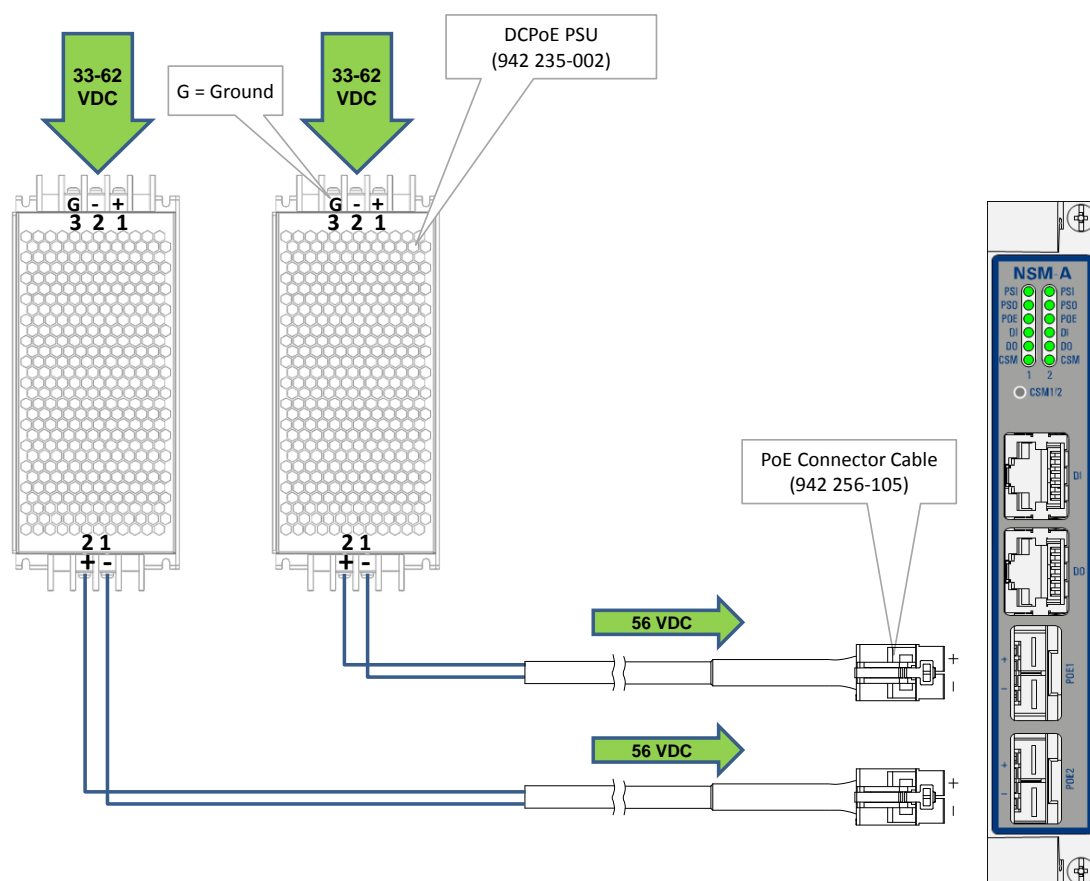 DCPoE PSU
(942 235-002)
33-62
VDC
G = Ground
33-62
VDC
G - +
3 2 1
G - +
3 2 1
NSM-A
PSI PSI
PSO PSO
POE POE
DI DI
DO DO
CSM CSM
1 2
CSM1/2
PoE Connector Cable
(942 256-105)
DI
2 1
+ -
2 1
+ -
DO
56 VDC
+
-
+
-
POE1
56 VDC
+
-
+
-
POE2